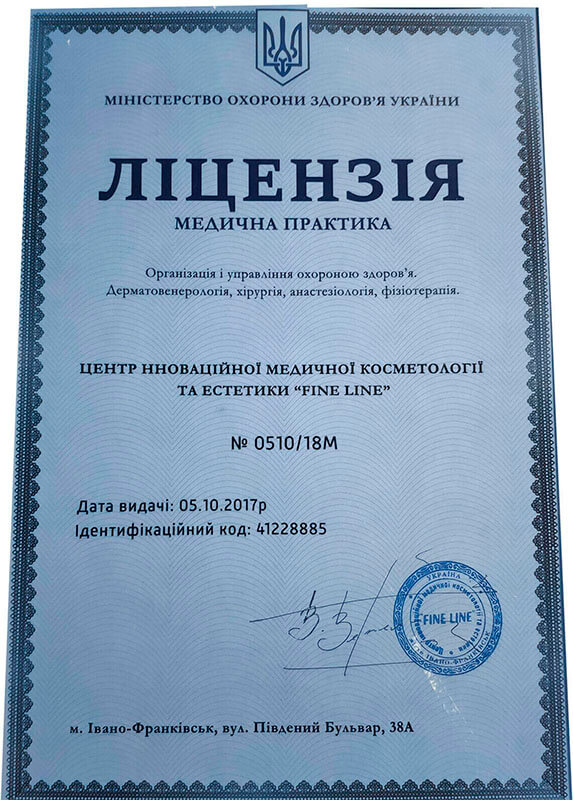 МІНІСТЕРСТВО ОХОРОНИ ЗДОРОВ'Я УКРАЇНИ
ЛІЦЕНЗІЯ
МЕДИЧНА ПРАКТИКА
Організація і управління охороною здоров'я.
Дерматовенерологія, хірургія, анастезіологія, фізіотерапія.
ЦЕНТР ННОВАЦІЙНОЇ МЕДИЧНОЇ КОСМЕТОЛОГІЇ
ТА ЕСТЕТИКИ “FINE LINE”
№ 0510/18М
Дата видачі: 05.10.2017р
Ідентифікаційний код: 41228885
УКРАЇНА
"FINE LINE"
м. Івано-Франківськ, вул. Південий Бульвар, 38А